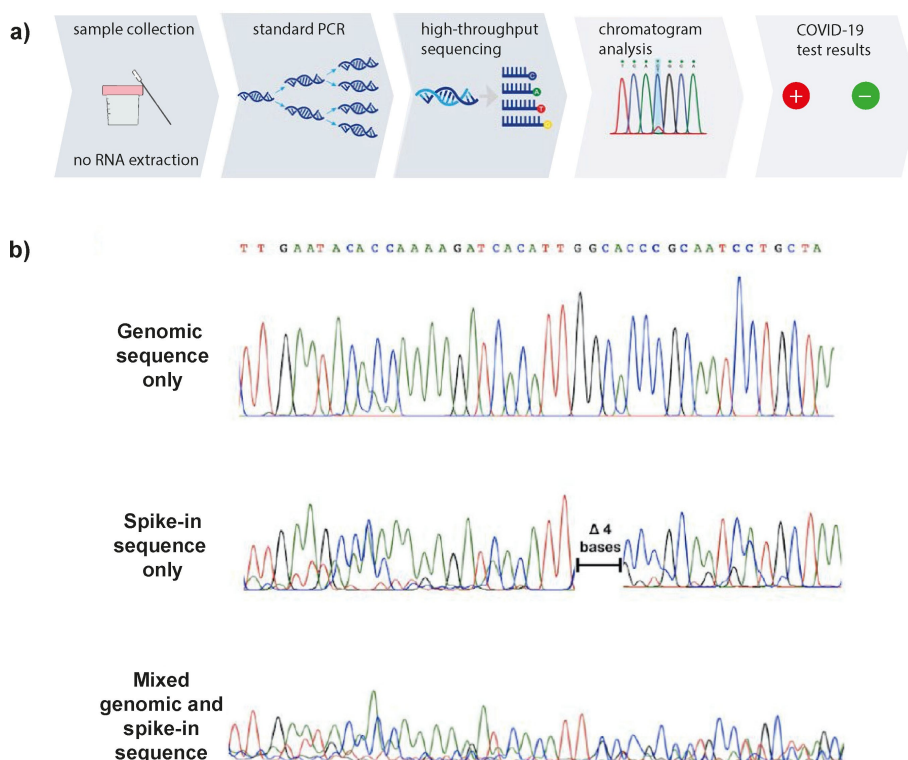 a)
sample collection
no RNA extraction
standard PCR
high-throughput
sequencing
C
A
T
chromatogram
analysis
COVID-19
test results
+
−
b)
T T GAATACACCAAAAGATCACATTGGCACCCGCAATCCTGCTA
Genomic
sequence
only
Spike-in
sequence
only
Δ 4
bases
Mixed
genomic and
spike-in
sequence